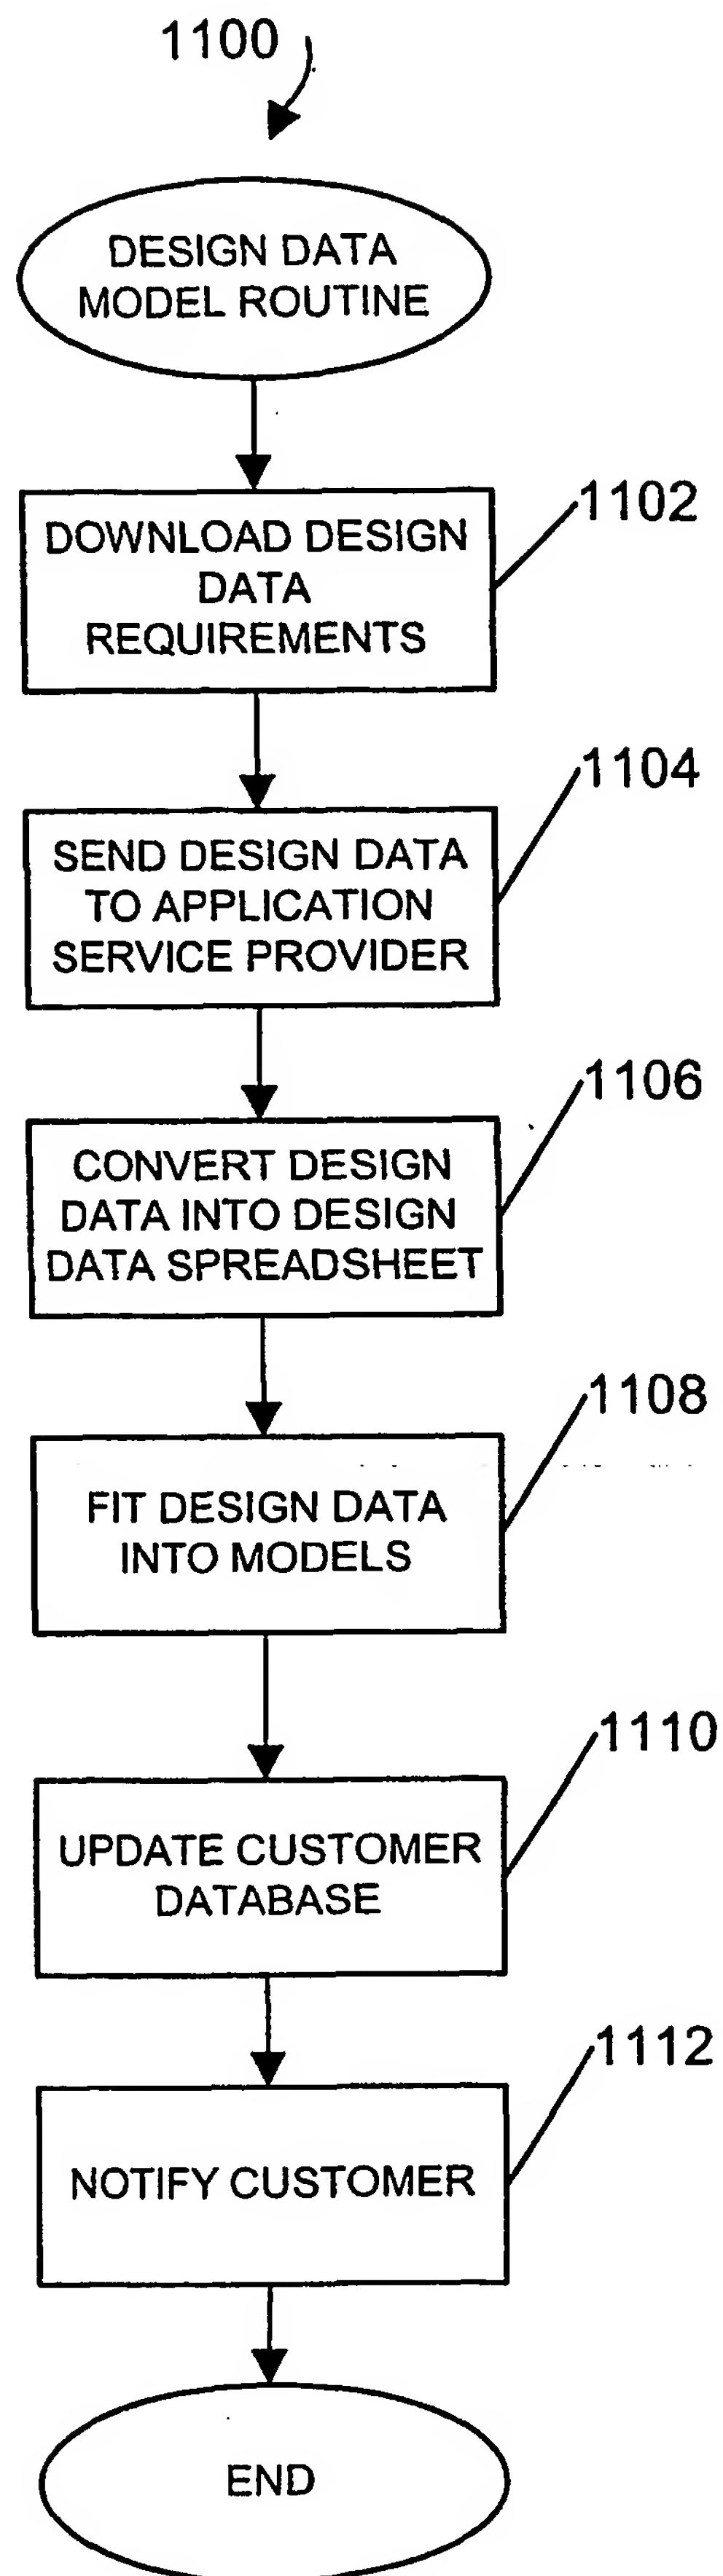 1100
DESIGN DATA
MODEL ROUTINE
1102
DOWNLOAD DESIGN
DATA
REQUIREMENTS
1104
SEND DESIGN DATA
TO APPLICATION
SERVICE PROVIDER
1106
CONVERT DESIGN
DATA INTO DESIGN
DATA SPREADSHEET
1108
FIT DESIGN DATA
INTO MODELS
1110
UPDATE CUSTOMER
DATABASE
1112
NOTIFY CUSTOMER
END